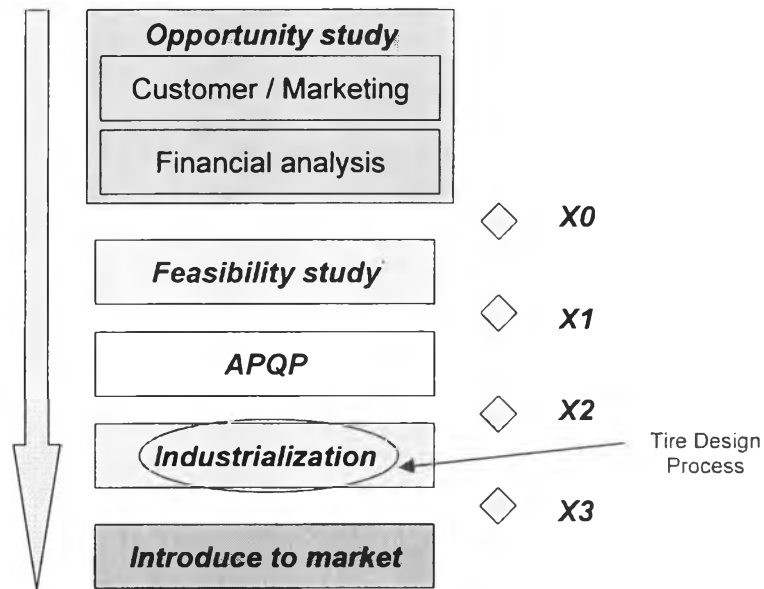 Opportunity study
Customer / Marketing
Financial analysis
X0
Feasibility study
X1
APQP
X2
Industrialization
Tire Design
Process
X3
Introduce to market